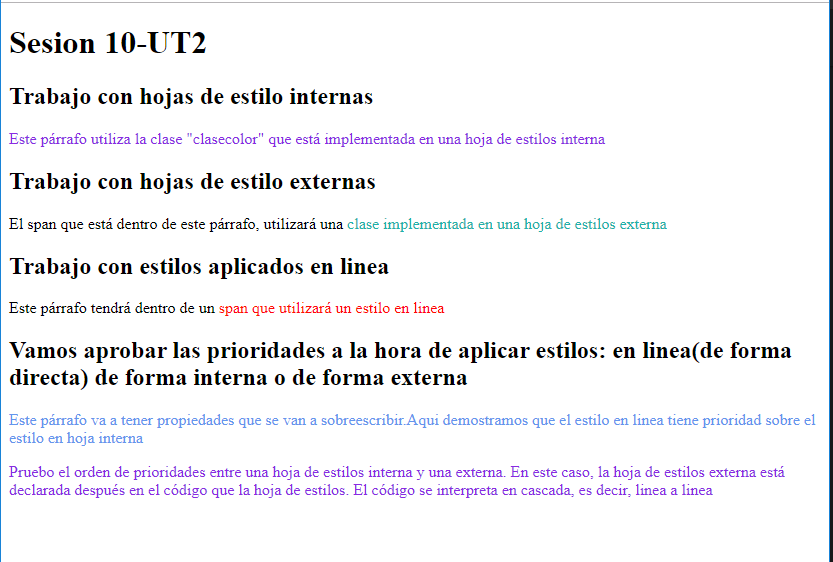 Sesion 10-UT2
Trabajo con hojas de estilo internas
Este párrafo utiliza la clase "clasecolor" que está implementada en una hoja de estilos interna
Trabajo con hojas de estilo externas
El span que está dentro de este párrafo, utilizará una clase implementada en una hoja de estilos externa
Trabajo con estilos aplicados en linea
Este párrafo tendrá dentro de un span que utilizará un estilo en linea
Vamos aprobar las prioridades a la hora de aplicar estilos: en linea(de forma
directa) de forma interna o de forma externa
Este párrafo va a tener propiedades que se van a sobreescribir.Aqui demostramos que el estilo en linea tiene prioridad sobre el
estilo en hoja interna
Pruebo el orden de prioridades entre una hoja de estilos interna y una externa. En este caso, la hoja de estilos externa está
declarada después en el código que la hoja de estilos. El código se interpreta en cascada, es decir, linea a linea